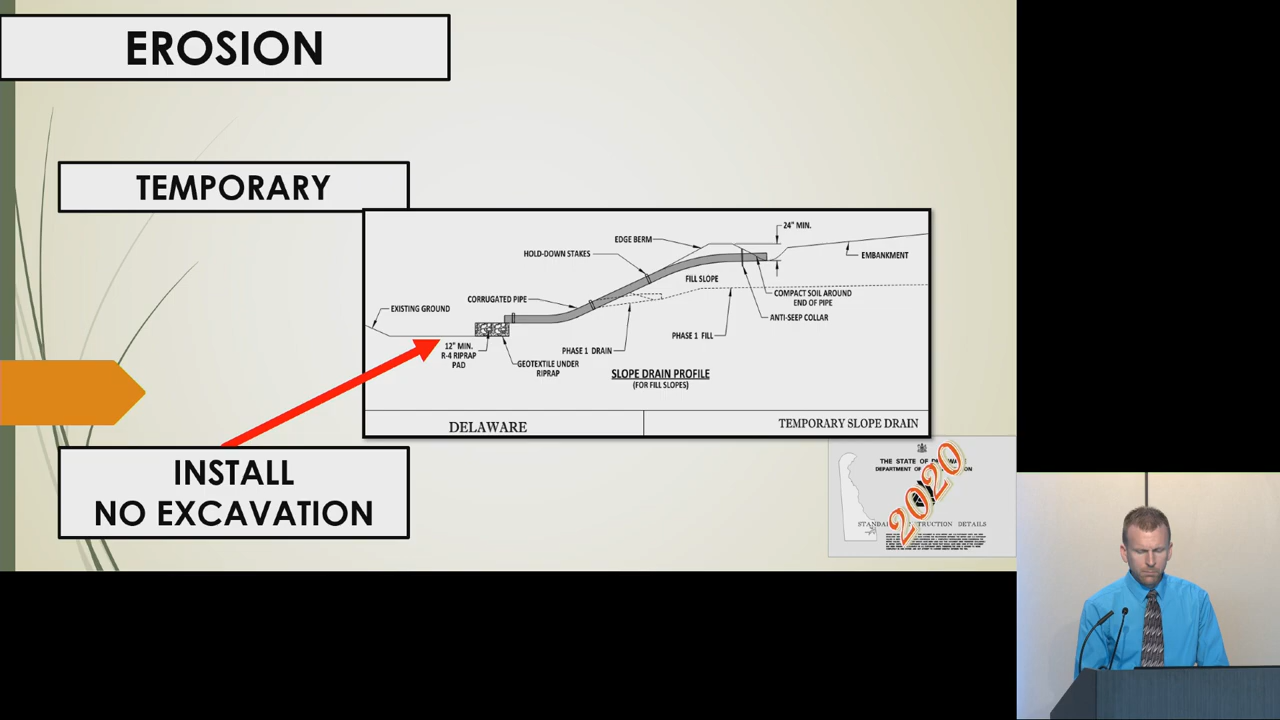 EROSION
TEMPORARY
24" MIN.
EDGE BERM
HOLD-DOWN STAKES
EMBANKMENT
FILL SLOPE
CORRUGATED PIPE
COMPACT SOIL AROUND
END OF PIPE
EXISTING GROUND
ANTI-SEEP COLLAR
PHASE 1 FILL
12" MIN.
R-4 RIPRAP
PAD
PHASE 1 DRAIN
GEOTEXTILE UNDER
RIPRAP
SLOPE DRAIN PROFILE
(FOR FILL SLOPES)
DELAWARE
TEMPORARY SLOPE DRAIN
INSTALL
NO EXCAVATION
THE STATE OF
DEPARTMENT OF
2020
DETAILS